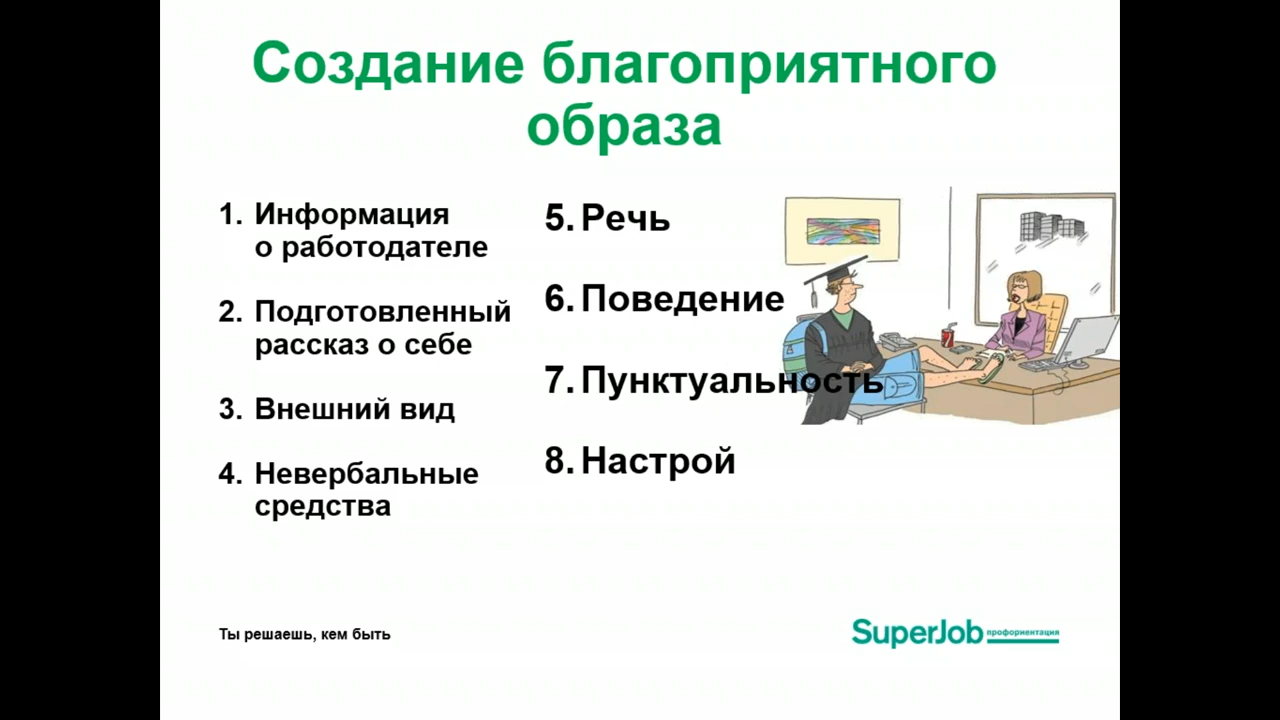 Создание благоприятного
образа
1. Информация
о работодателе
2. Подготовленный
рассказ о себе
3. Внешний вид
4. Невербальные
средства
5. Речь
6. Поведение
7. Пунктуальность
8. Настрой
Ты решаешь, кем быть
SuperJob профориентация